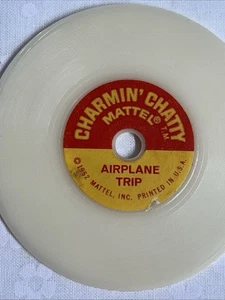 CHARMIN' CHATTY
MATTEL®
T.M.
AIRPLANE
TRIP
© 1962 MATTEL, INC. PRINTED IN U.S.A.